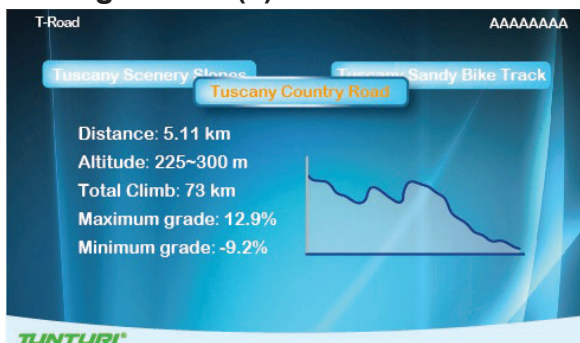 T-Road
AAAAAAAA
Tuscany Scenery Slopes
Tuscany Sandy Bike Track
Tuscany Country Road
Distance: 5.11 km
Altitude: 225~300 m
Total Climb: 73 km
Maximum grade: 12.9%
Minimum grade: -9.2%
TUNTURI®